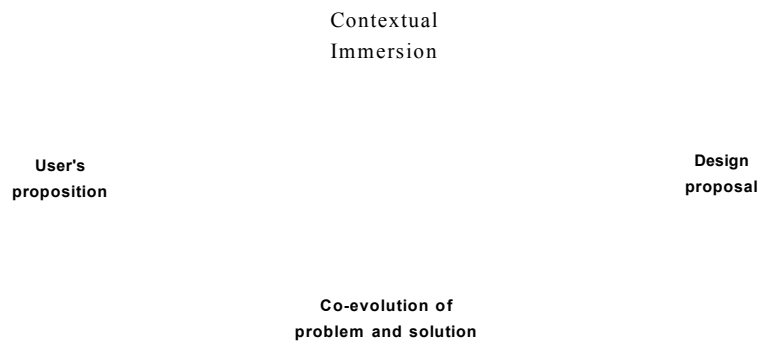 Contextual
Immersion
User's
proposition
Design
proposal
Co-evolution of
problem and solution